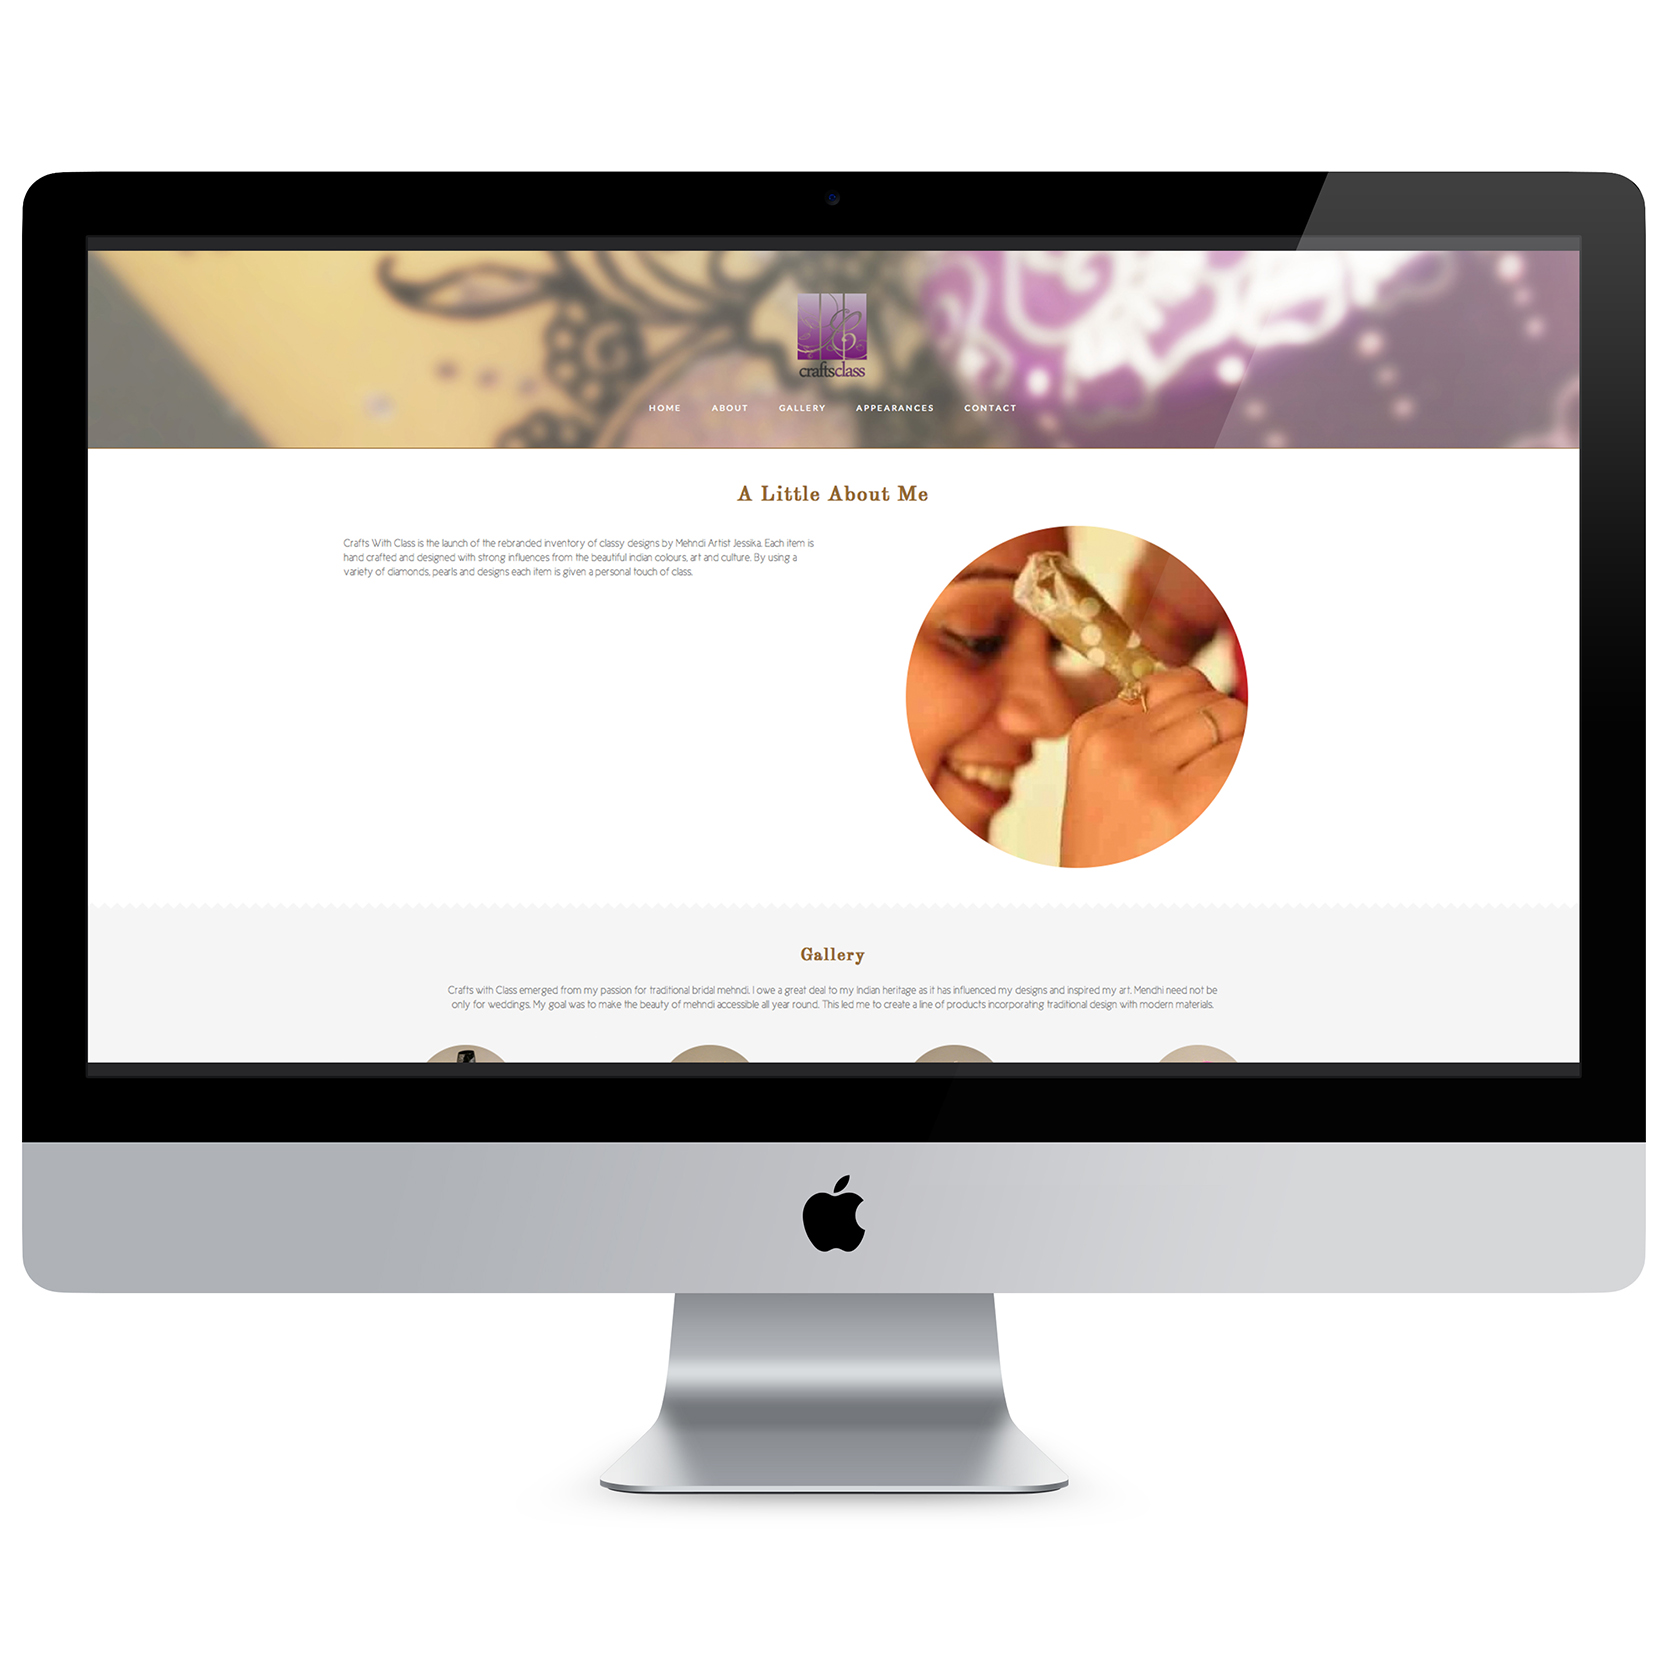 craftsclass
HOME ABOUT GALLERY APPEARANCES CONTACT
A Little About Me
Crafts With Class is the launch of the rebranded inventory of classy designs by Mehndi Artist Jessika. Each item is
hand crafted and designed with strong influences from the beautiful indian colours, art and culture. By using a
variety of diamonds, pearls and designs each item is given a personal touch of class.
Gallery
Crafts with Class emerged from my passion for traditional bridal mehndi. I owe a great deal to my Indian heritage as it has influenced my designs and inspired my art. Mendhi need not be
only for weddings. My goal was to make the beauty of mehndi accessible all year round. This led me to create a line of products incorporating traditional design with modern materials.